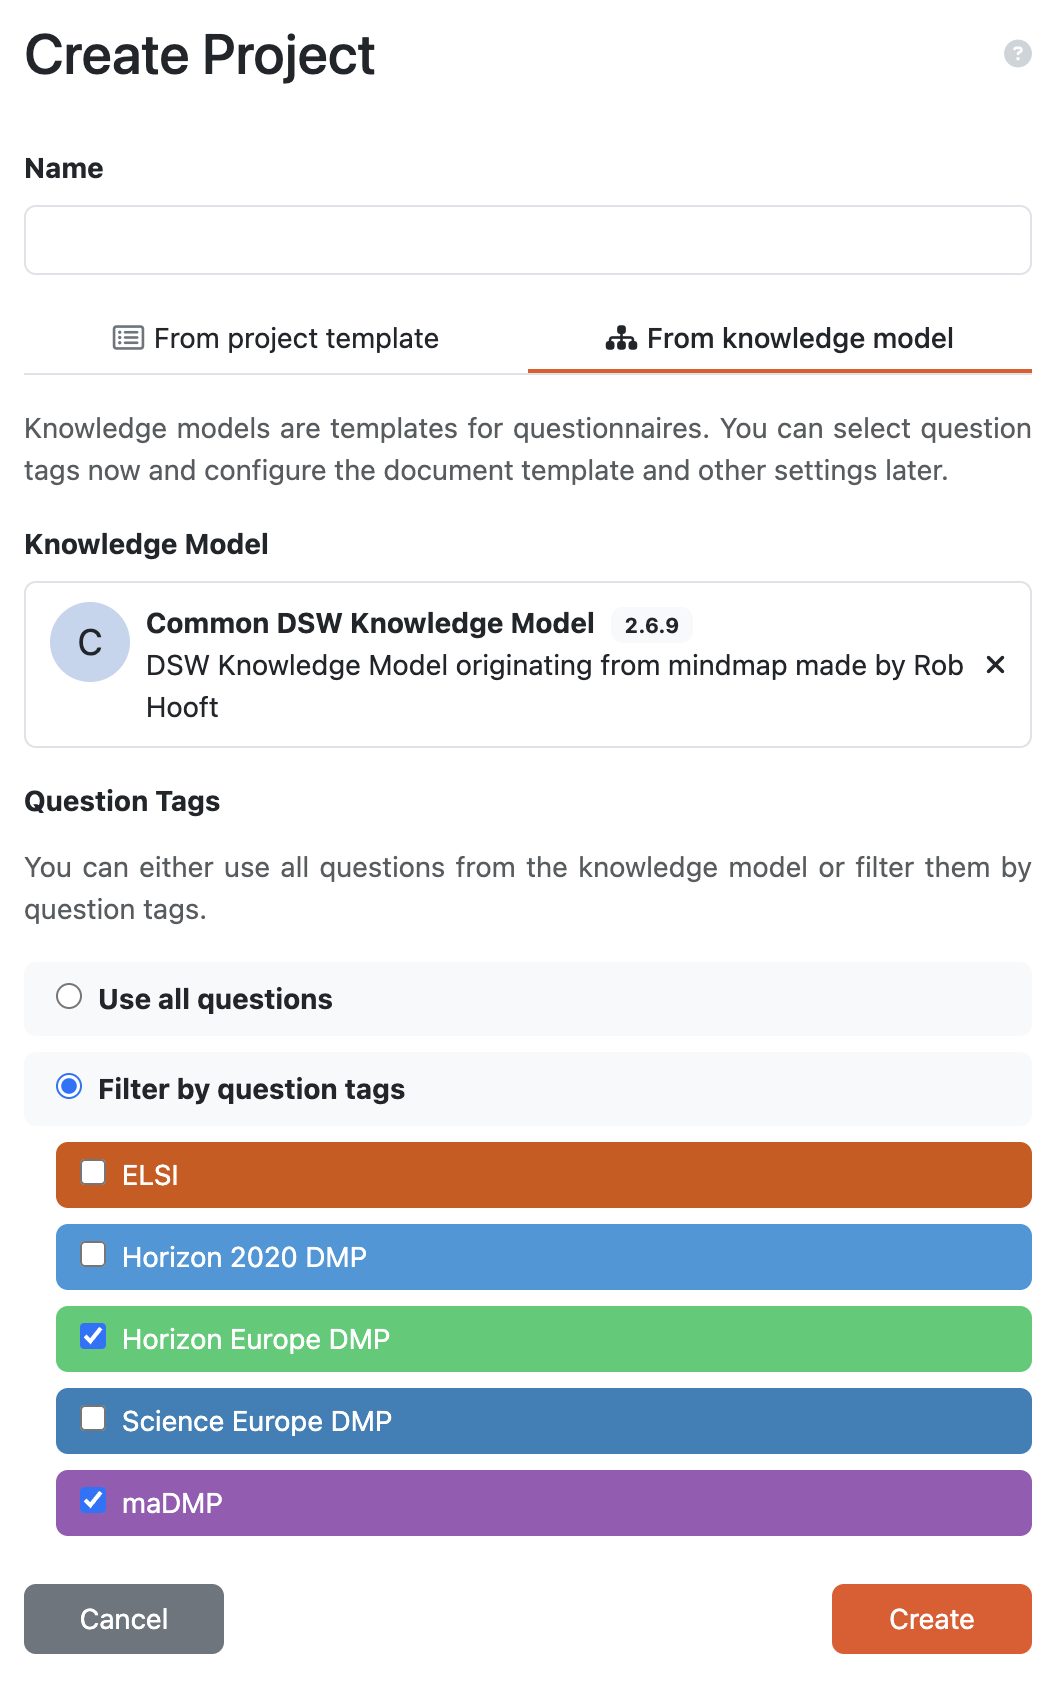 Create Project
?
Name
From project template
From knowledge model
Knowledge models are templates for questionnaires. You can select question
tags now and configure the document template and other settings later.
Knowledge Model
C
Common DSW Knowledge Model 2.6.9
DSW Knowledge Model originating from mindmap made by Rob
Hooft
Question Tags
You can either use all questions from the knowledge model or filter them by
question tags.
Use all questions
Filter by question tags
ELSI
Horizon 2020 DMP
Horizon Europe DMP
Science Europe DMP
maDMP
Cancel
Create